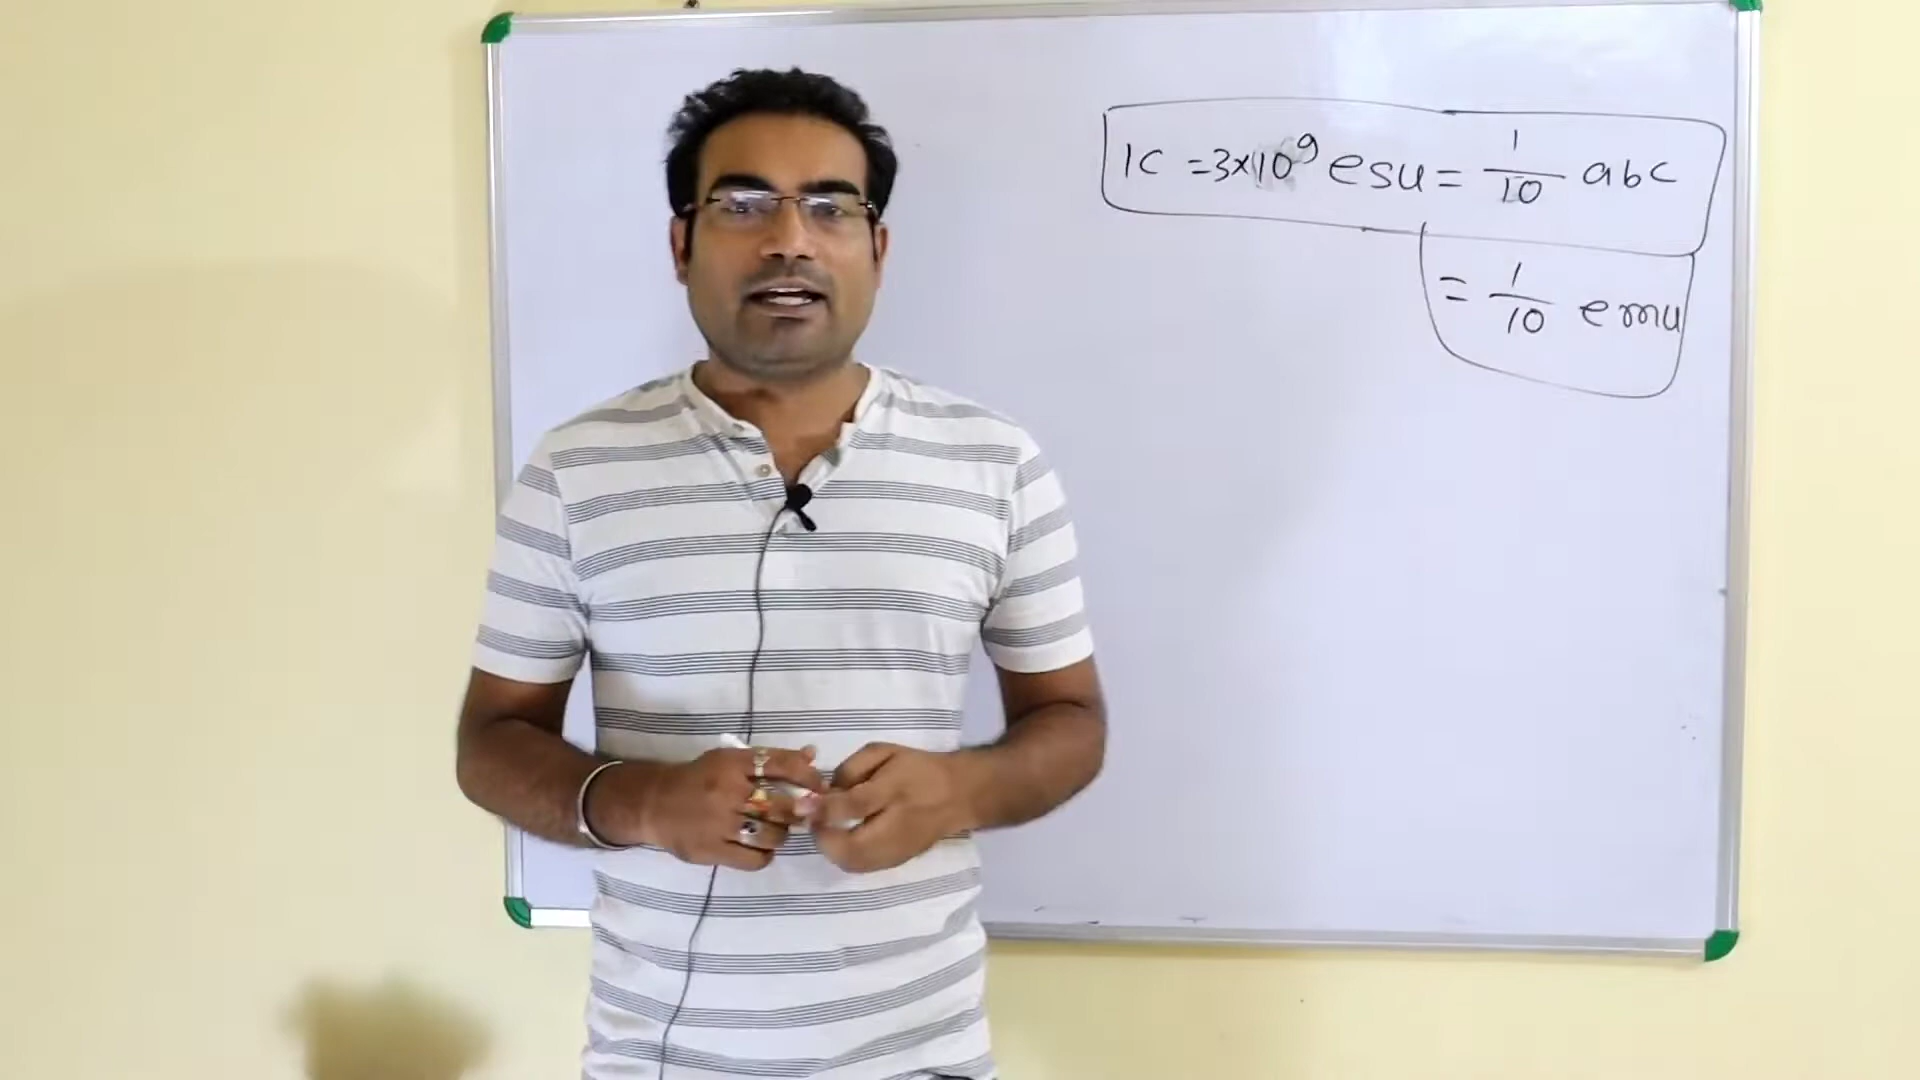 1C = 3×10⁹ esu = 1/10 abc
= 1/10 emu